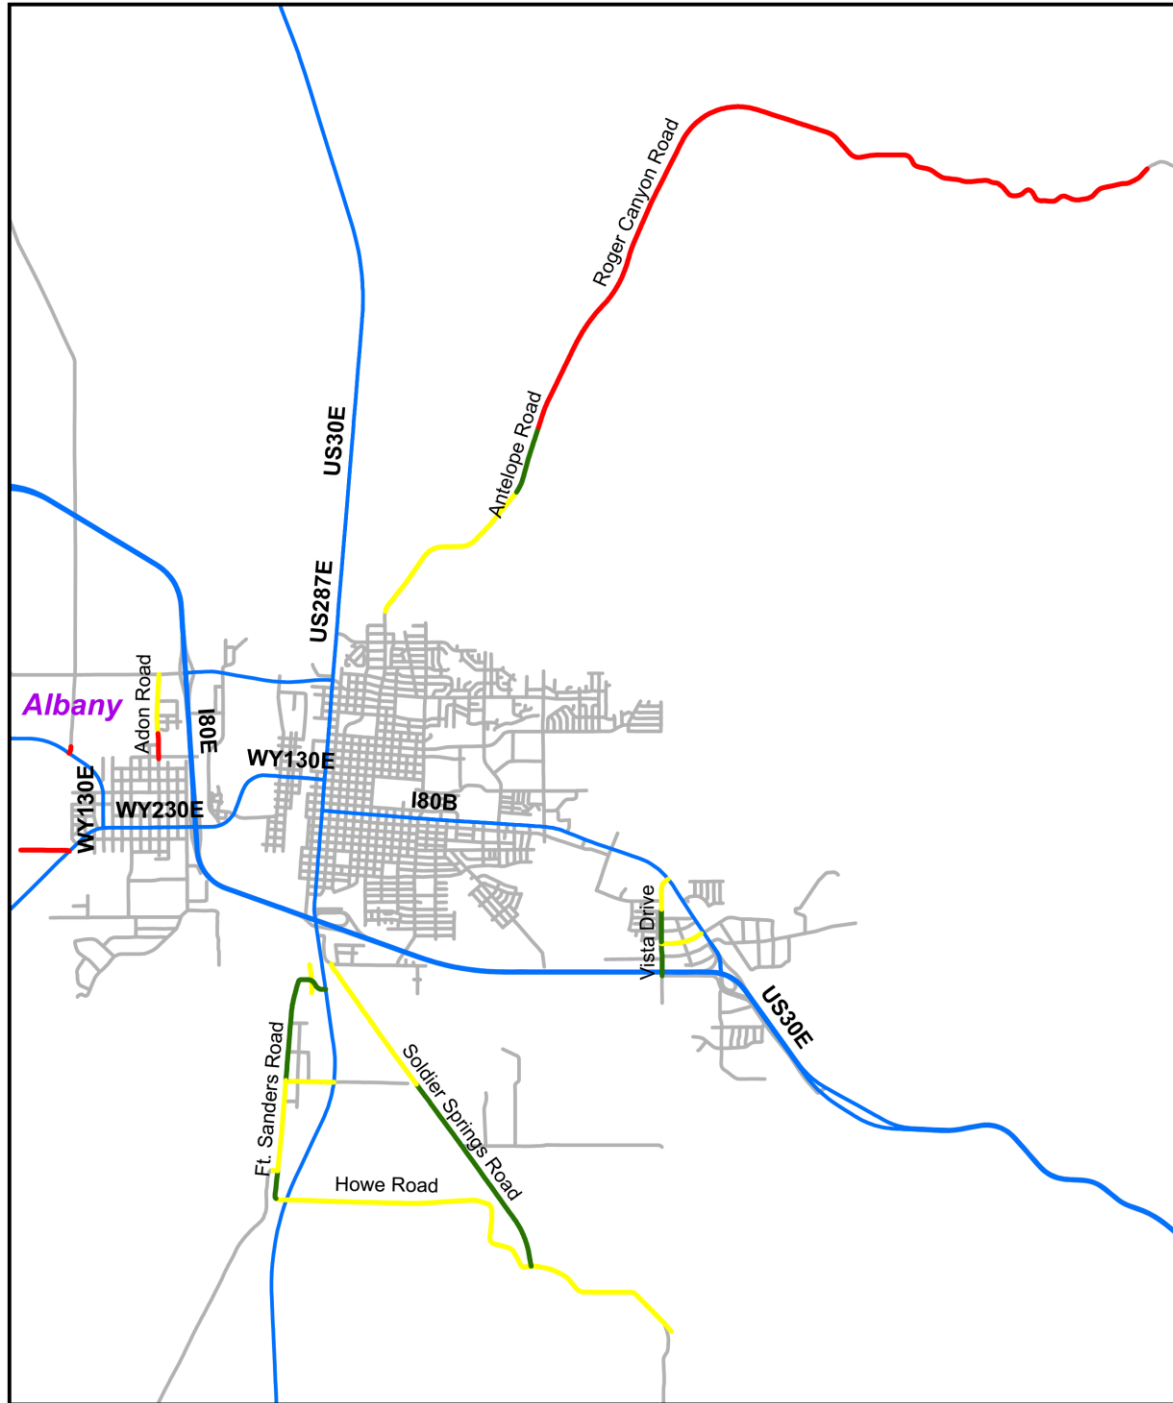 Roger Canyon Road
US30E
Antelope Road
US287E
Albany
Adon Road
I80E
WY130E
WY130E
WY230E
I80B
Vista Drive
US30E
Ft. Sanders Road
Soldier Springs Road
Howe Road